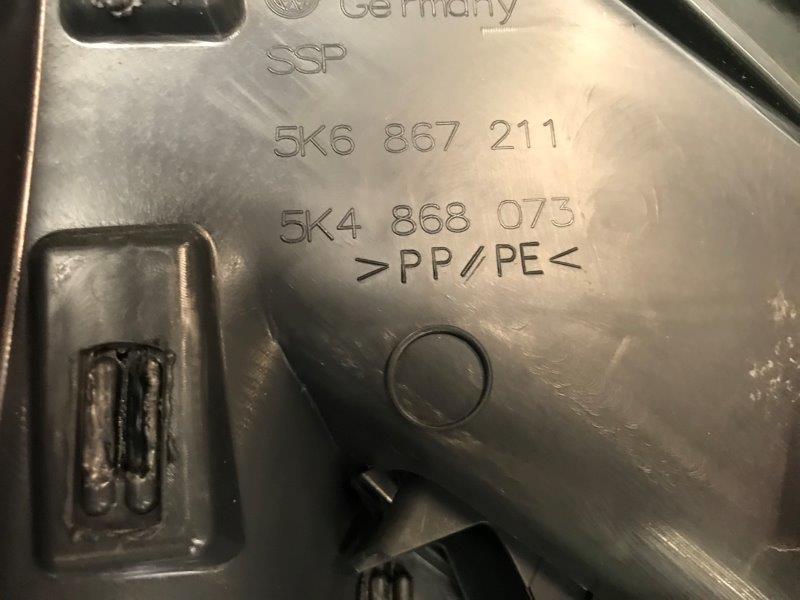 Germany
SSP
5K6 867 211
5K4 868 073
>PP//PE<